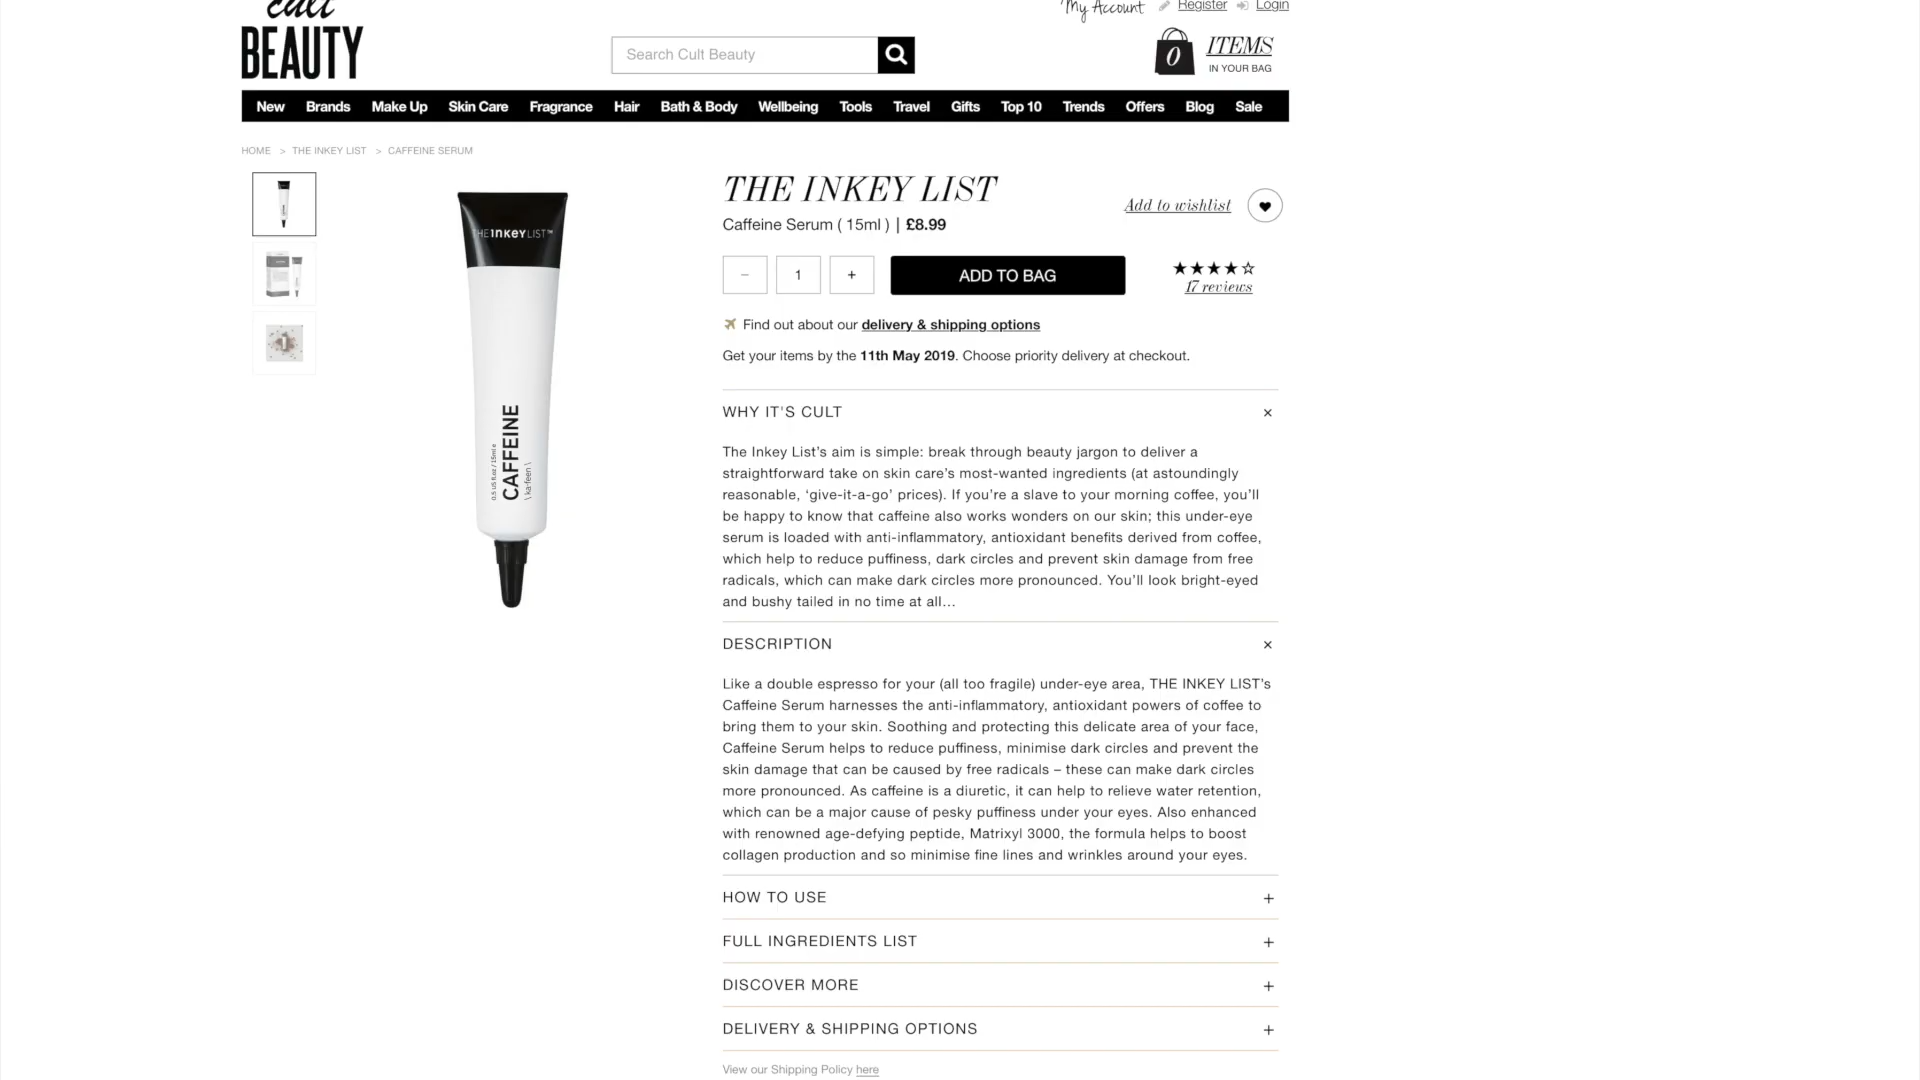 cult
BEAUTY
My Account Register Login
Search Cult Beauty
0 ITEMS
IN YOUR BAG
New Brands Make Up Skin Care Fragrance Hair Bath & Body Wellbeing Tools Travel Gifts Top 10 Trends Offers Blog Sale
HOME > THE INKEY LIST > CAFFEINE SERUM
THE INKEY LIST™
0.5 US fl.oz / 15ml e
CAFFEINE
\ ka-feen \
THE INKEY LIST
Add to wishlist
Caffeine Serum ( 15ml ) | £8.99
− 1 + ADD TO BAG
★★★★☆
17 reviews
Find out about our delivery & shipping options
Get your items by the 11th May 2019. Choose priority delivery at checkout.
WHY IT'S CULT ×
The Inkey List’s aim is simple: break through beauty jargon to deliver a
straightforward take on skin care’s most-wanted ingredients (at astoundingly
reasonable, ‘give-it-a-go’ prices). If you’re a slave to your morning coffee, you’ll
be happy to know that caffeine also works wonders on our skin; this under-eye
serum is loaded with anti-inflammatory, antioxidant benefits derived from coffee,
which help to reduce puffiness, dark circles and prevent skin damage from free
radicals, which can make dark circles more pronounced. You’ll look bright-eyed
and bushy tailed in no time at all…
DESCRIPTION ×
Like a double espresso for your (all too fragile) under-eye area, THE INKEY LIST’s
Caffeine Serum harnesses the anti-inflammatory, antioxidant powers of coffee to
bring them to your skin. Soothing and protecting this delicate area of your face,
Caffeine Serum helps to reduce puffiness, minimise dark circles and prevent the
skin damage that can be caused by free radicals – these can make dark circles
more pronounced. As caffeine is a diuretic, it can help to relieve water retention,
which can be a major cause of pesky puffiness under your eyes. Also enhanced
with renowned age-defying peptide, Matrixyl 3000, the formula helps to boost
collagen production and so minimise fine lines and wrinkles around your eyes.
HOW TO USE +
FULL INGREDIENTS LIST +
DISCOVER MORE +
DELIVERY & SHIPPING OPTIONS +
View our Shipping Policy here